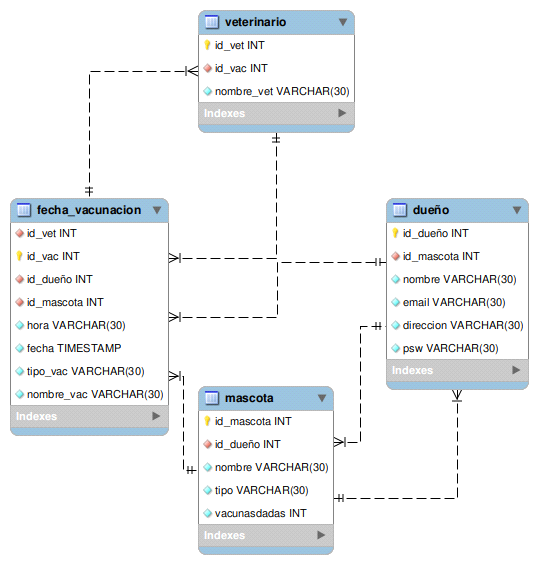 veterinario
id_vet INT
id_vac INT
nombre_vet VARCHAR(30)
Indexes
fecha_vacunacion
id_vet INT
id_vac INT
id_dueño INT
id_mascota INT
hora VARCHAR(30)
fecha TIMESTAMP
tipo_vac VARCHAR(30)
nombre_vac VARCHAR(30)
Indexes
dueño
id_dueño INT
id_mascota INT
nombre VARCHAR(30)
email VARCHAR(30)
direccion VARCHAR(30)
psw VARCHAR(30)
Indexes
mascota
id_mascota INT
id_dueño INT
nombre VARCHAR(30)
tipo VARCHAR(30)
vacunasdadas INT
Indexes